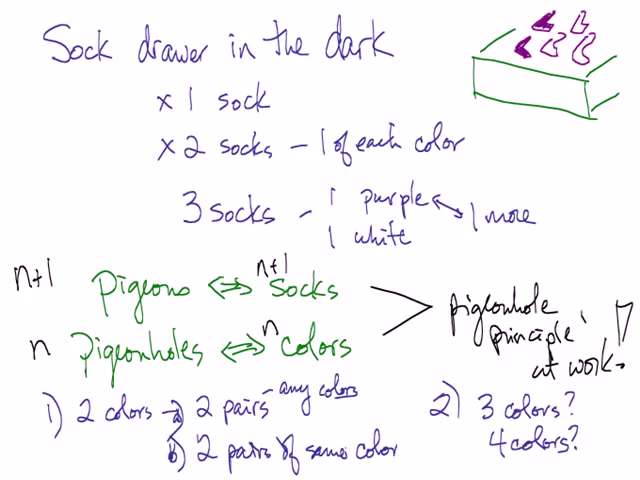 Sock drawer in the dark
x 1 sock
x 2 socks - 1 of each color
3 socks - 1 purple ↔ 1 more
1 white
n+1 pigeons ⇔ n+1 socks
n pigeonholes ⇔ n colors
pigeonhole
principle
at work.
1) 2 colors → a) 2 pairs - any colors
b) 2 pairs of same color
2) 3 colors?
4 colors?